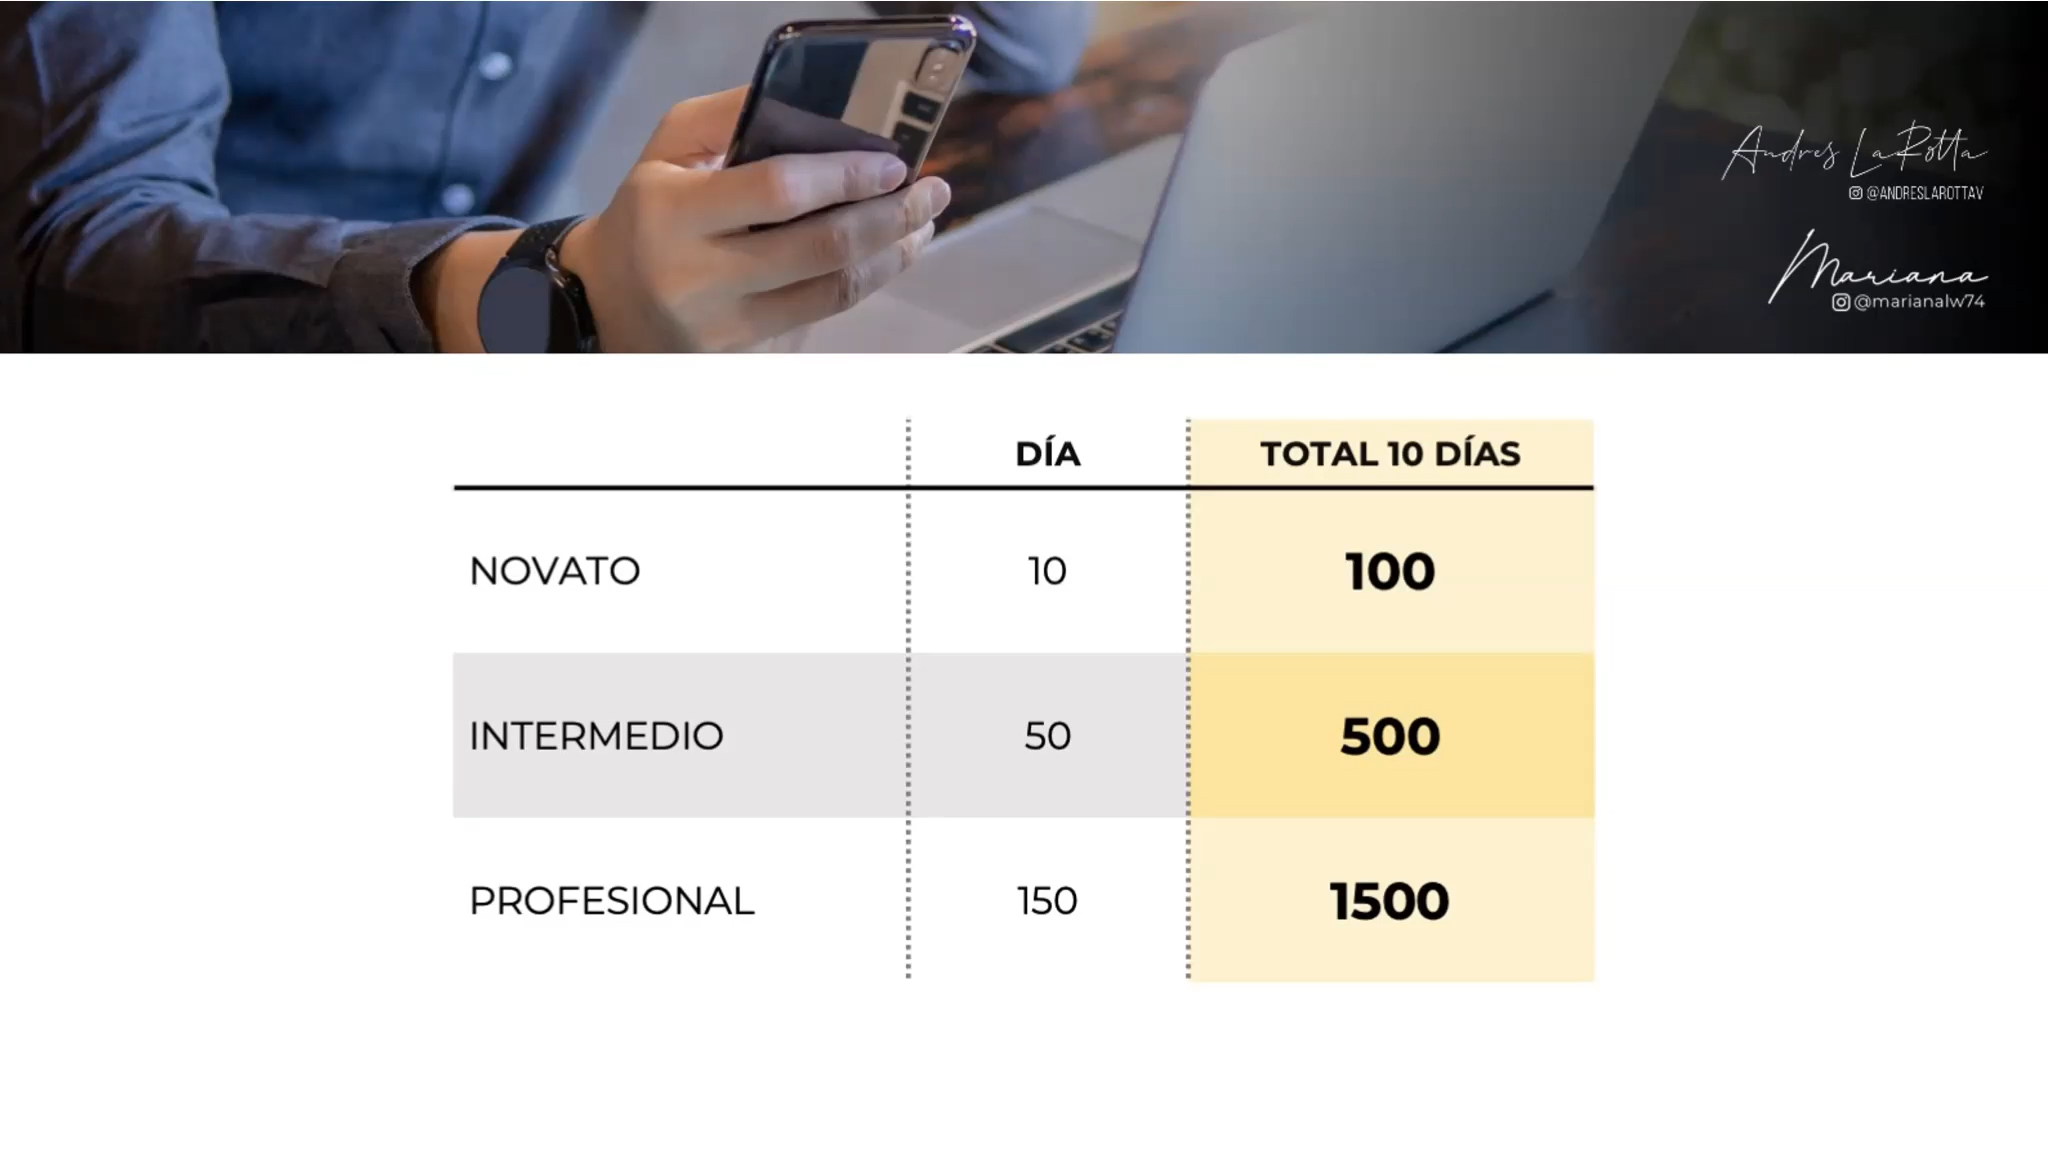 Andres LaRotta
@ANDRESLAROTTAV
Mariana
@marianalw74
DÍA TOTAL 10 DÍAS
NOVATO 10 100
INTERMEDIO 50 500
PROFESIONAL 150 1500